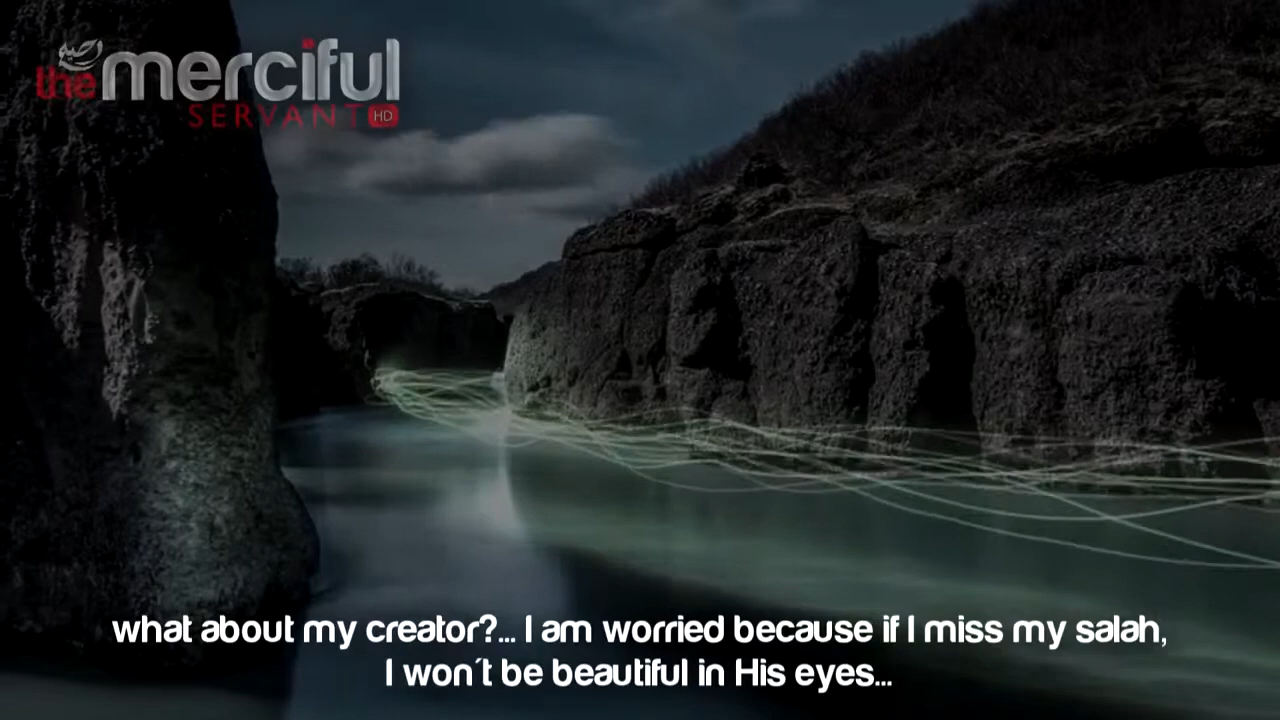 the merciful
SERVANT HD
what about my creator?... I am worried because if I miss my salah,
I won´t be beautiful in His eyes...